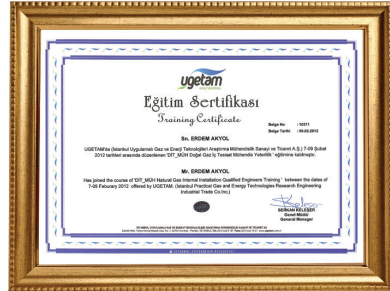 ugetam
Eğitim Sertifikası
Training Certificate
Belge No : 10311
Belge Tarihi : 09.02.2012
Sn. ERDEM AKYOL
UGETAM'da (İstanbul Uygulamalı Gaz ve Enerji Teknolojileri Araştırma Mühendislik Sanayi ve Ticaret A.Ş.) 7-09 Şubat
2012 tarihleri arasında düzenlenen 'DİT_MÜH Doğal Gaz İç Tesisat Mühendis Yeterlilik' eğitimine katılmıştır.
Mr. ERDEM AKYOL
Has joined the course of 'DIT_MÜH Natural Gas Internal Installation Qualified Engineers Training' between the dates of
7-09 Feburary 2012 offered by UGETAM. (Istanbul Practical Gas and Energy Technologies Research Engineering
Industrial Trade Co.Inc.)
SERKAN KELEŞER
Genel Müdür
General Manager